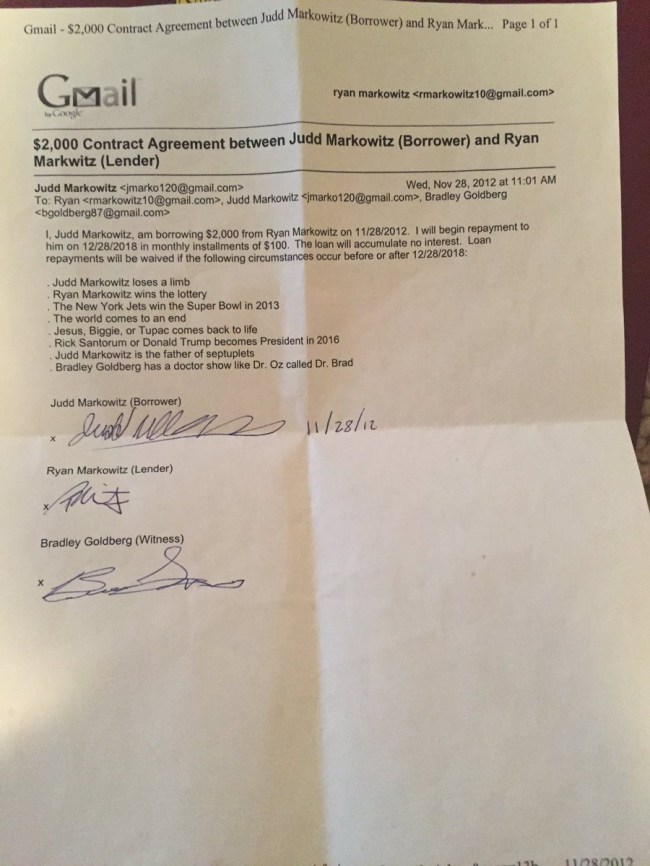 Gmail - $2,000 Contract Agreement between Judd Markowitz (Borrower) and Ryan Mark... Page 1 of 1
Gmail
by Google
ryan markowitz <rmarkowitz10@gmail.com>
$2,000 Contract Agreement between Judd Markowitz (Borrower) and Ryan
Markwitz (Lender)
Judd Markowitz <jmarko120@gmail.com>
Wed, Nov 28, 2012 at 11:01 AM
To: Ryan <rmarkowitz10@gmail.com>, Judd Markowitz <jmarko120@gmail.com>, Bradley Goldberg
<bgoldberg87@gmail.com>
I, Judd Markowitz, am borrowing $2,000 from Ryan Markowitz on 11/28/2012. I will begin repayment to
him on 12/28/2018 in monthly installments of $100. The loan will accumulate no interest. Loan
repayments will be waived if the following circumstances occur before or after 12/28/2018:
. Judd Markowitz loses a limb
. Ryan Markowitz wins the lottery
. The New York Jets win the Super Bowl in 2013
. The world comes to an end
. Jesus, Biggie, or Tupac comes back to life
. Rick Santorum or Donald Trump becomes President in 2016
. Judd Markowitz is the father of septuplets
. Bradley Goldberg has a doctor show like Dr. Oz called Dr. Brad
Judd Markowitz (Borrower)
x 11/28/12
Ryan Markowitz (Lender)
x
Bradley Goldberg (Witness)
x
11/28/2012